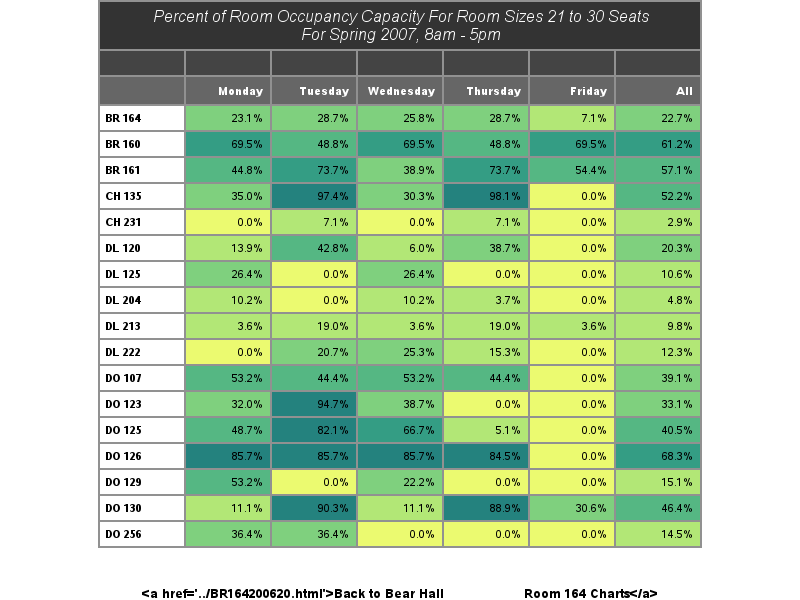 Percent of Room Occupancy Capacity For Room Sizes 21 to 30 Seats
For Spring 2007, 8am - 5pm
Monday Tuesday Wednesday Thursday Friday All
BR 164 23.1% 28.7% 25.8% 28.7% 7.1% 22.7%
BR 160 69.5% 48.8% 69.5% 48.8% 69.5% 61.2%
BR 161 44.8% 73.7% 38.9% 73.7% 54.4% 57.1%
CH 135 35.0% 97.4% 30.3% 98.1% 0.0% 52.2%
CH 231 0.0% 7.1% 0.0% 7.1% 0.0% 2.9%
DL 120 13.9% 42.8% 6.0% 38.7% 0.0% 20.3%
DL 125 26.4% 0.0% 26.4% 0.0% 0.0% 10.6%
DL 204 10.2% 0.0% 10.2% 3.7% 0.0% 4.8%
DL 213 3.6% 19.0% 3.6% 19.0% 3.6% 9.8%
DL 222 0.0% 20.7% 25.3% 15.3% 0.0% 12.3%
DO 107 53.2% 44.4% 53.2% 44.4% 0.0% 39.1%
DO 123 32.0% 94.7% 38.7% 0.0% 0.0% 33.1%
DO 125 48.7% 82.1% 66.7% 5.1% 0.0% 40.5%
DO 126 85.7% 85.7% 85.7% 84.5% 0.0% 68.3%
DO 129 53.2% 0.0% 22.2% 0.0% 0.0% 15.1%
DO 130 11.1% 90.3% 11.1% 88.9% 30.6% 46.4%
DO 256 36.4% 36.4% 0.0% 0.0% 0.0% 14.5%
<a href='../BR164200620.html'>Back to Bear Hall Room 164 Charts</a>